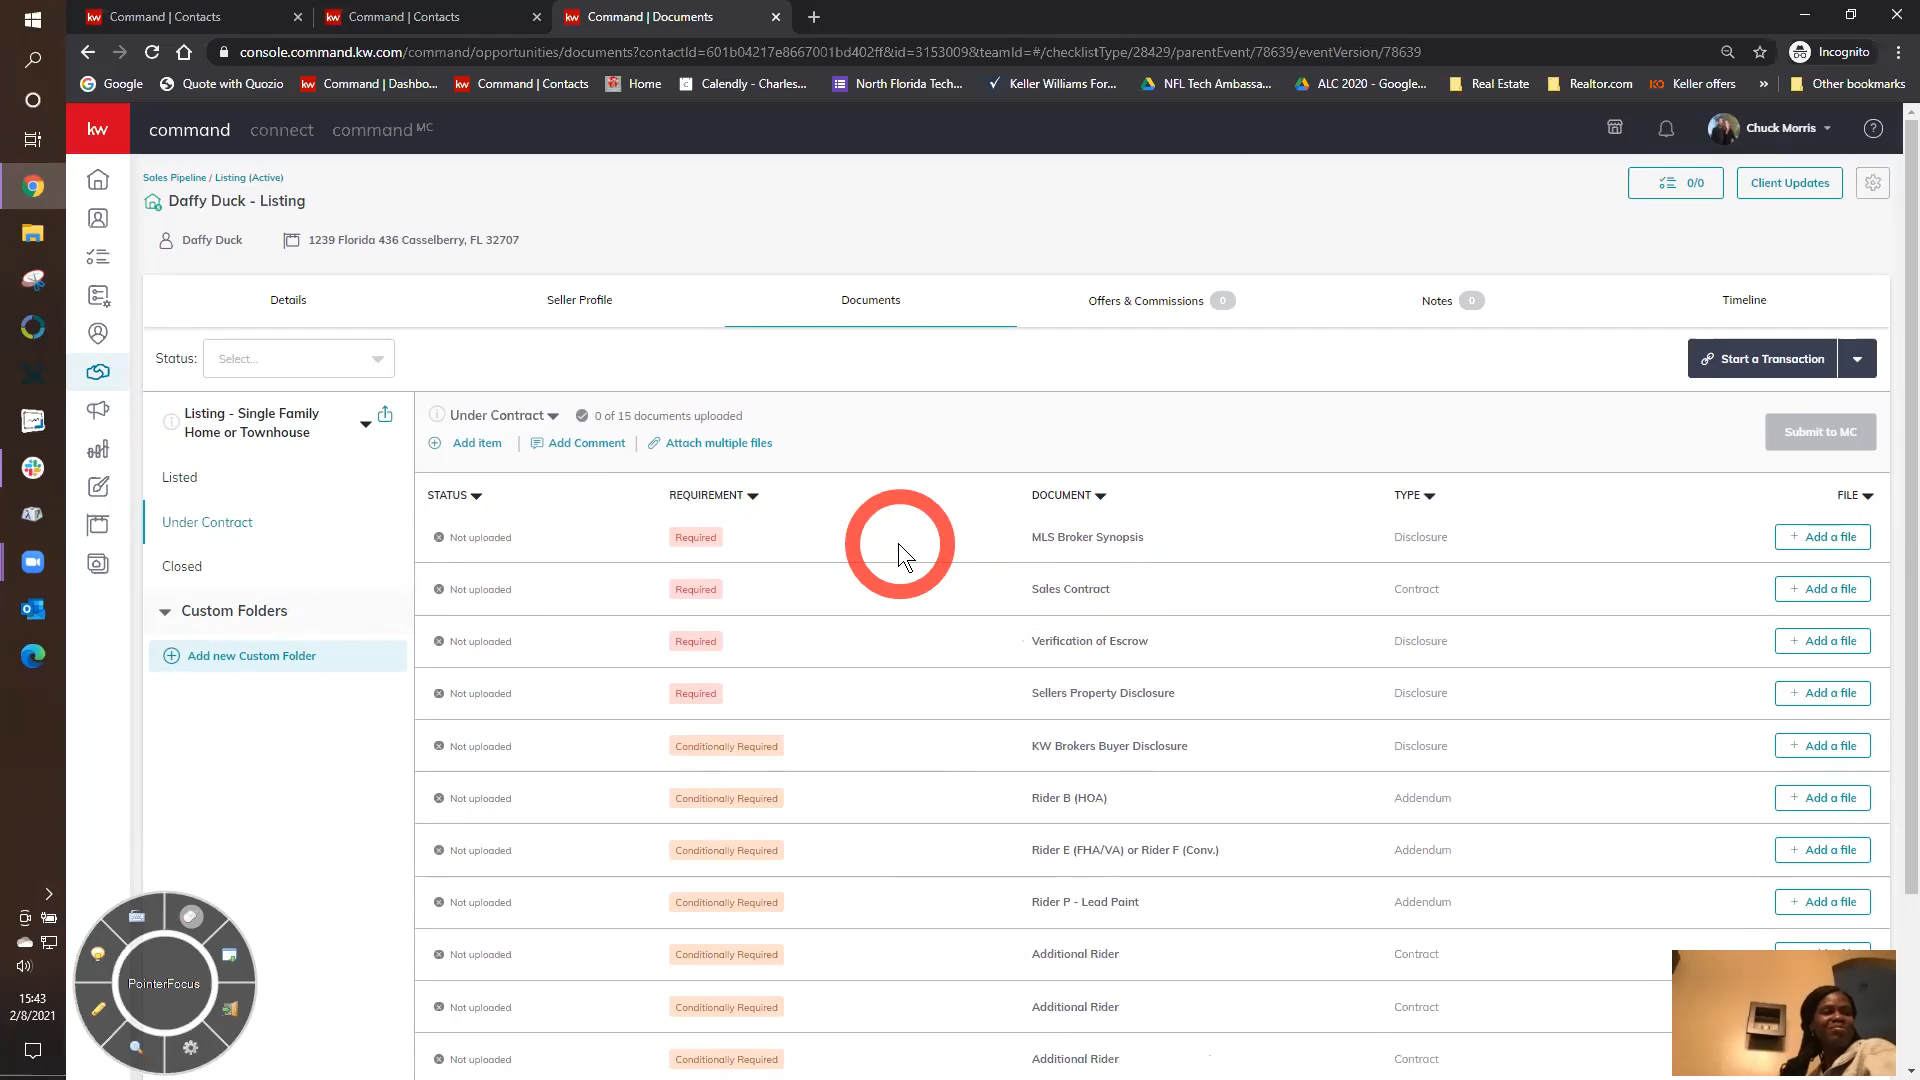 Command | Contacts
Command | Contacts
Command | Documents
console.command.kw.com/command/opportunities/documents?contactId=601b04217e8667001bd402ff&id=3153009&teamId=#/checklistType/28429/parentEvent/78639/eventVersion/78639
Incognito
Google
Quote with Quozio
kw Command | Dashbo...
kw Command | Contacts
Home
Calendly - Charles...
North Florida Tech...
Keller Williams For...
NFL Tech Ambassa...
ALC 2020 - Google...
Real Estate
Realtor.com
KO Keller offers
»
Other bookmarks
kw
command connect command MC
Chuck Morris
Sales Pipeline / Listing (Active)
0/0
Client Updates
Daffy Duck - Listing
Daffy Duck
1239 Florida 436 Casselberry, FL 32707
Details
Seller Profile
Documents
Offers & Commissions 0
Notes 0
Timeline
Status: Select...
Start a Transaction
Listing - Single Family
Home or Townhouse
Listed
Under Contract
Closed
Custom Folders
Add new Custom Folder
Under Contract
0 of 15 documents uploaded
Add item | Add Comment | Attach multiple files
Submit to MC
STATUS REQUIREMENT DOCUMENT TYPE FILE
Not uploaded Required MLS Broker Synopsis Disclosure + Add a file
Not uploaded Required Sales Contract Contract + Add a file
Not uploaded Required Verification of Escrow Disclosure + Add a file
Not uploaded Required Sellers Property Disclosure Disclosure + Add a file
Not uploaded Conditionally Required KW Brokers Buyer Disclosure Disclosure + Add a file
Not uploaded Conditionally Required Rider B (HOA) Addendum + Add a file
Not uploaded Conditionally Required Rider E (FHA/VA) or Rider F (Conv.) Addendum + Add a file
Not uploaded Conditionally Required Rider P - Lead Paint Addendum + Add a file
Not uploaded Conditionally Required Additional Rider Contract
Not uploaded Conditionally Required Additional Rider Contract
Not uploaded Conditionally Required Additional Rider Contract
PointerFocus
15:43
2/8/2021